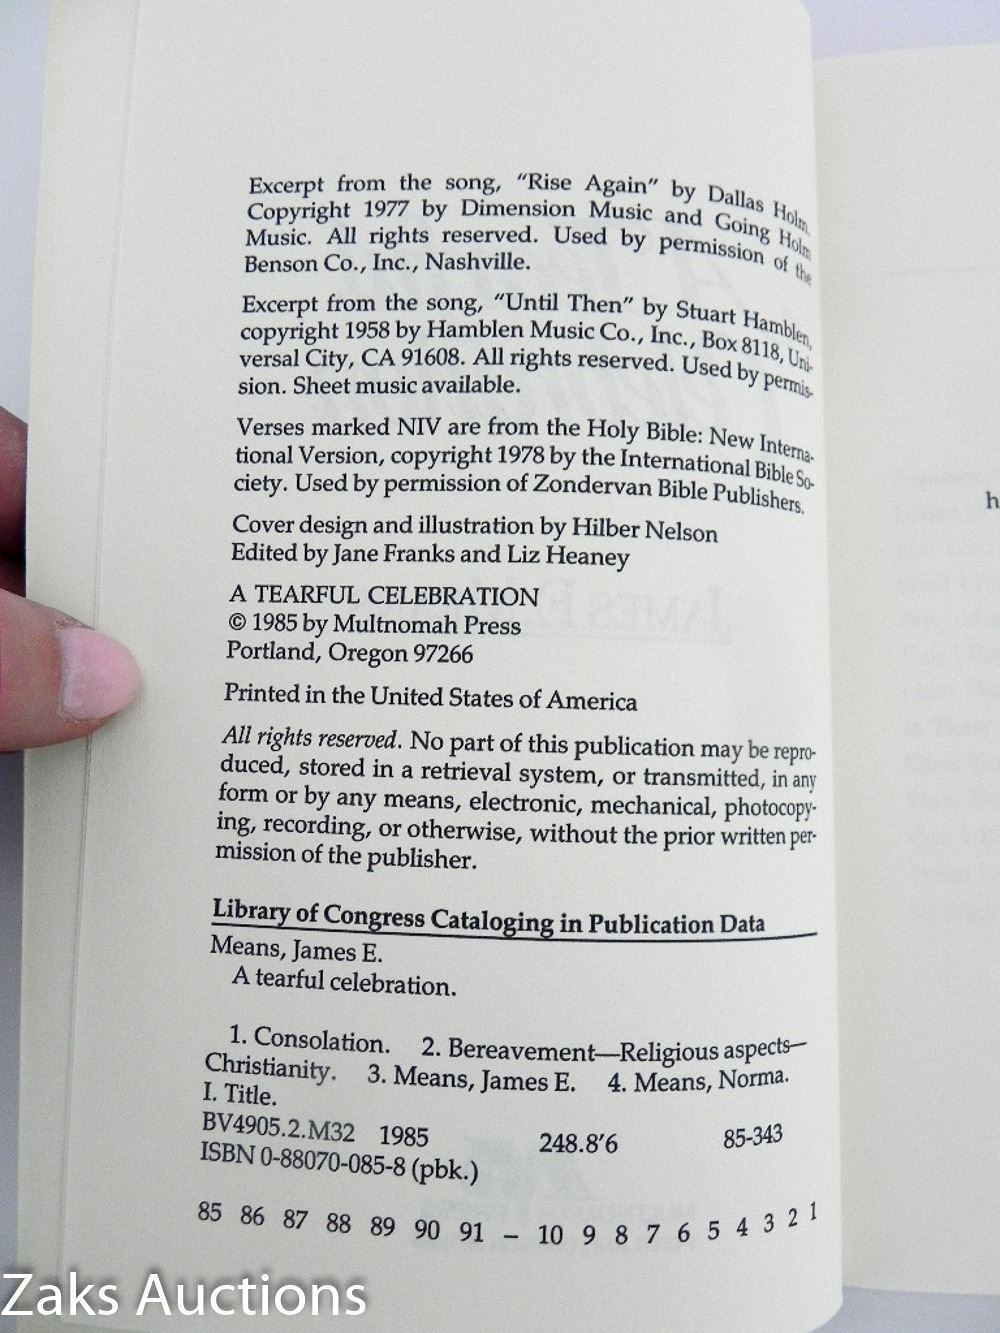 Excerpt from the song, "Rise Again" by Dallas Holm.
Copyright 1977 by Dimension Music and Going Holm
Music. All rights reserved. Used by permission of the
Benson Co., Inc., Nashville.
Excerpt from the song, "Until Then" by Stuart Hamblen,
copyright 1958 by Hamblen Music Co., Inc., Box 8118, Uni-
versal City, CA 91608. All rights reserved. Used by permis-
sion. Sheet music available.
Verses marked NIV are from the Holy Bible: New Interna-
tional Version, copyright 1978 by the International Bible So-
ciety. Used by permission of Zondervan Bible Publishers.
Cover design and illustration by Hilber Nelson
Edited by Jane Franks and Liz Heaney
A TEARFUL CELEBRATION
© 1985 by Multnomah Press
Portland, Oregon 97266
Printed in the United States of America
All rights reserved. No part of this publication may be repro-
duced, stored in a retrieval system, or transmitted, in any
form or by any means, electronic, mechanical, photocopy-
ing, recording, or otherwise, without the prior written per-
mission of the publisher.
Library of Congress Cataloging in Publication Data
Means, James E.
A tearful celebration.
1. Consolation. 2. Bereavement—Religious aspects—
Christianity. 3. Means, James E. 4. Means, Norma.
I. Title.
BV4905.2.M32 1985 248.8'6 85-343
ISBN 0-88070-085-8 (pbk.)
85 86 87 88 89 90 91 – 10 9 8 7 6 5 4 3 2 1
h
Zaks Auctions